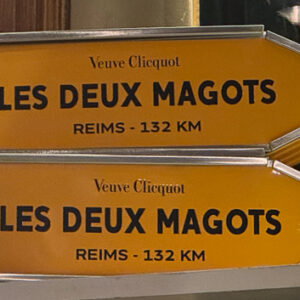 Veuve Clicquot
LES DEUX MAGOTS
REIMS - 132 KM
Veuve Clicquot
LES DEUX MAGOTS
REIMS - 132 KM